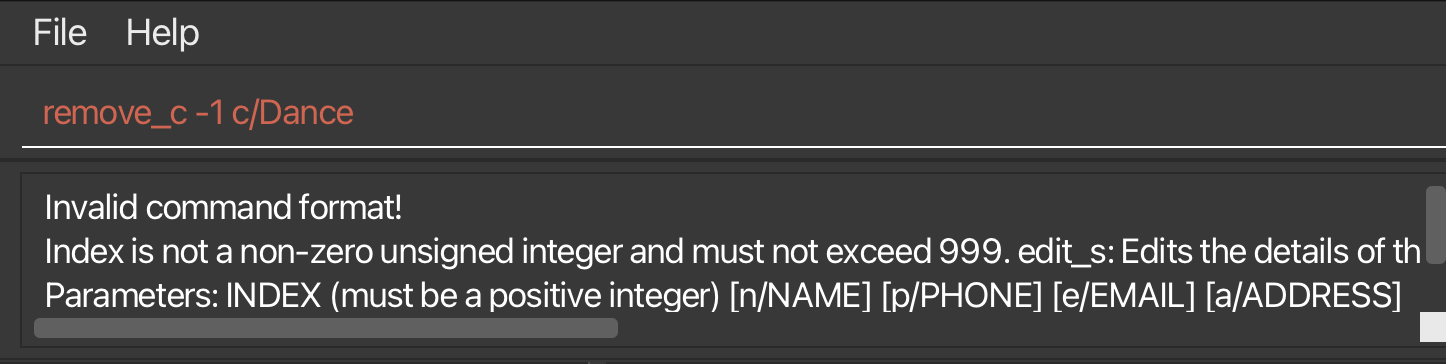 File Help
remove_c -1 c/Dance
Invalid command format!
Index is not a non-zero unsigned integer and must not exceed 999. edit_s: Edits the details of th
Parameters: INDEX (must be a positive integer) [n/NAME] [p/PHONE] [e/EMAIL] [a/ADDRESS]